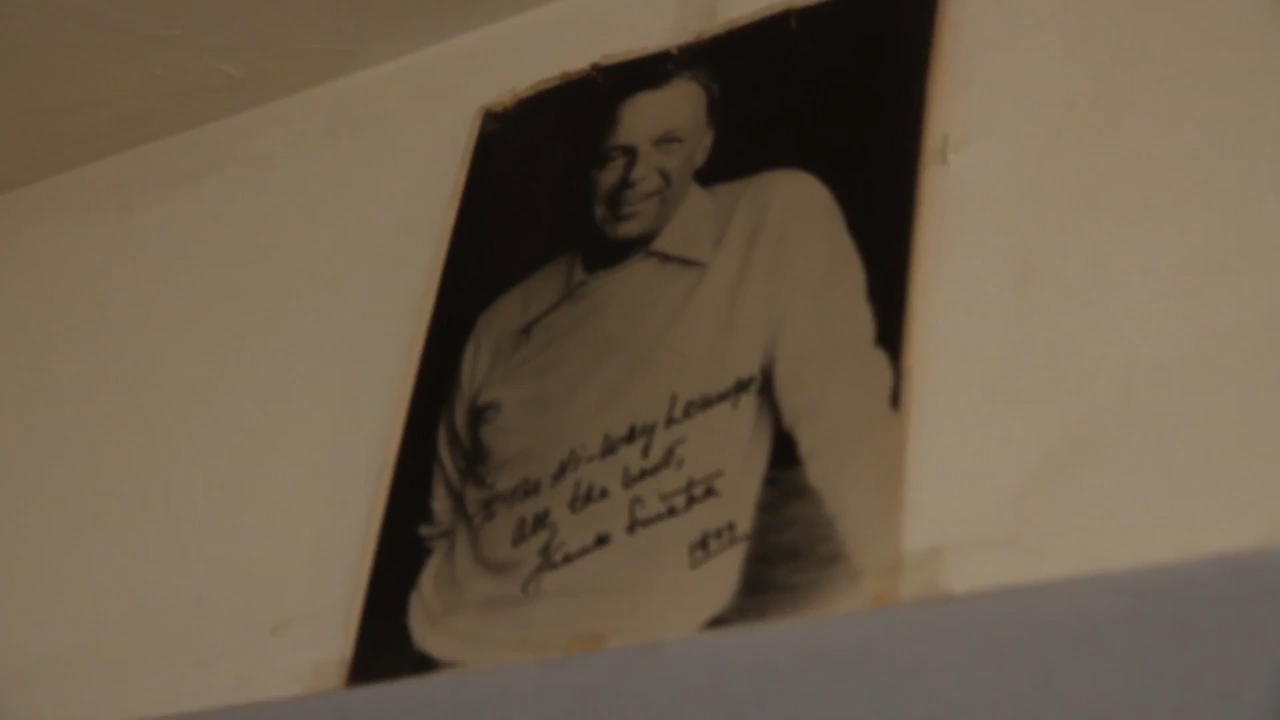 To The Hi-Way Lounge
All the best,
Frank Sinatra